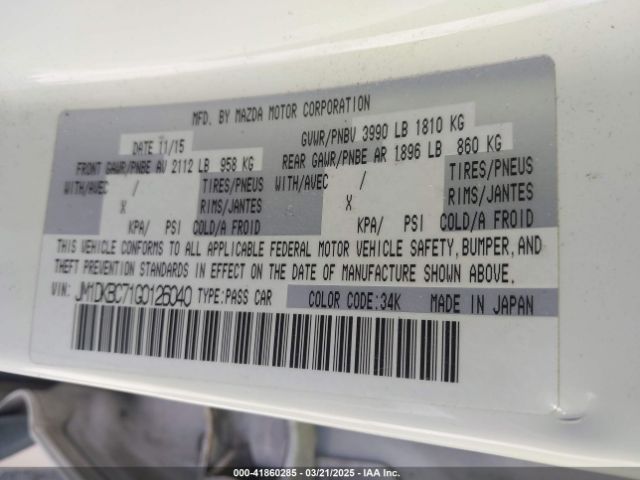 MFD. BY MAZDA MOTOR CORPORATION
DATE 11/15 GVWR/PNBV 3990 LB 1810 KG
FRONT GAWR/PNBE AV 2112 LB 958 KG REAR GAWR/PNBE AR 1896 LB 860 KG
WITH/AVEC / TIRES/PNEUS WITH/AVEC / TIRES/PNEUS
X RIMS/JANTES X RIMS/JANTES
KPA/ PSI COLD/A FROID KPA/ PSI COLD/A FROID
THIS VEHICLE CONFORMS TO ALL APPLICABLE FEDERAL MOTOR VEHICLE SAFETY, BUMPER, AND
THEFT PREVENTION STANDARDS IN EFFECT ON THE DATE OF MANUFACTURE SHOWN ABOVE.
VIN: JM1DKBC71G0126040 TYPE:PASS CAR COLOR CODE:34K MADE IN JAPAN
000-41860285 - 03/21/2025 - IAA Inc.